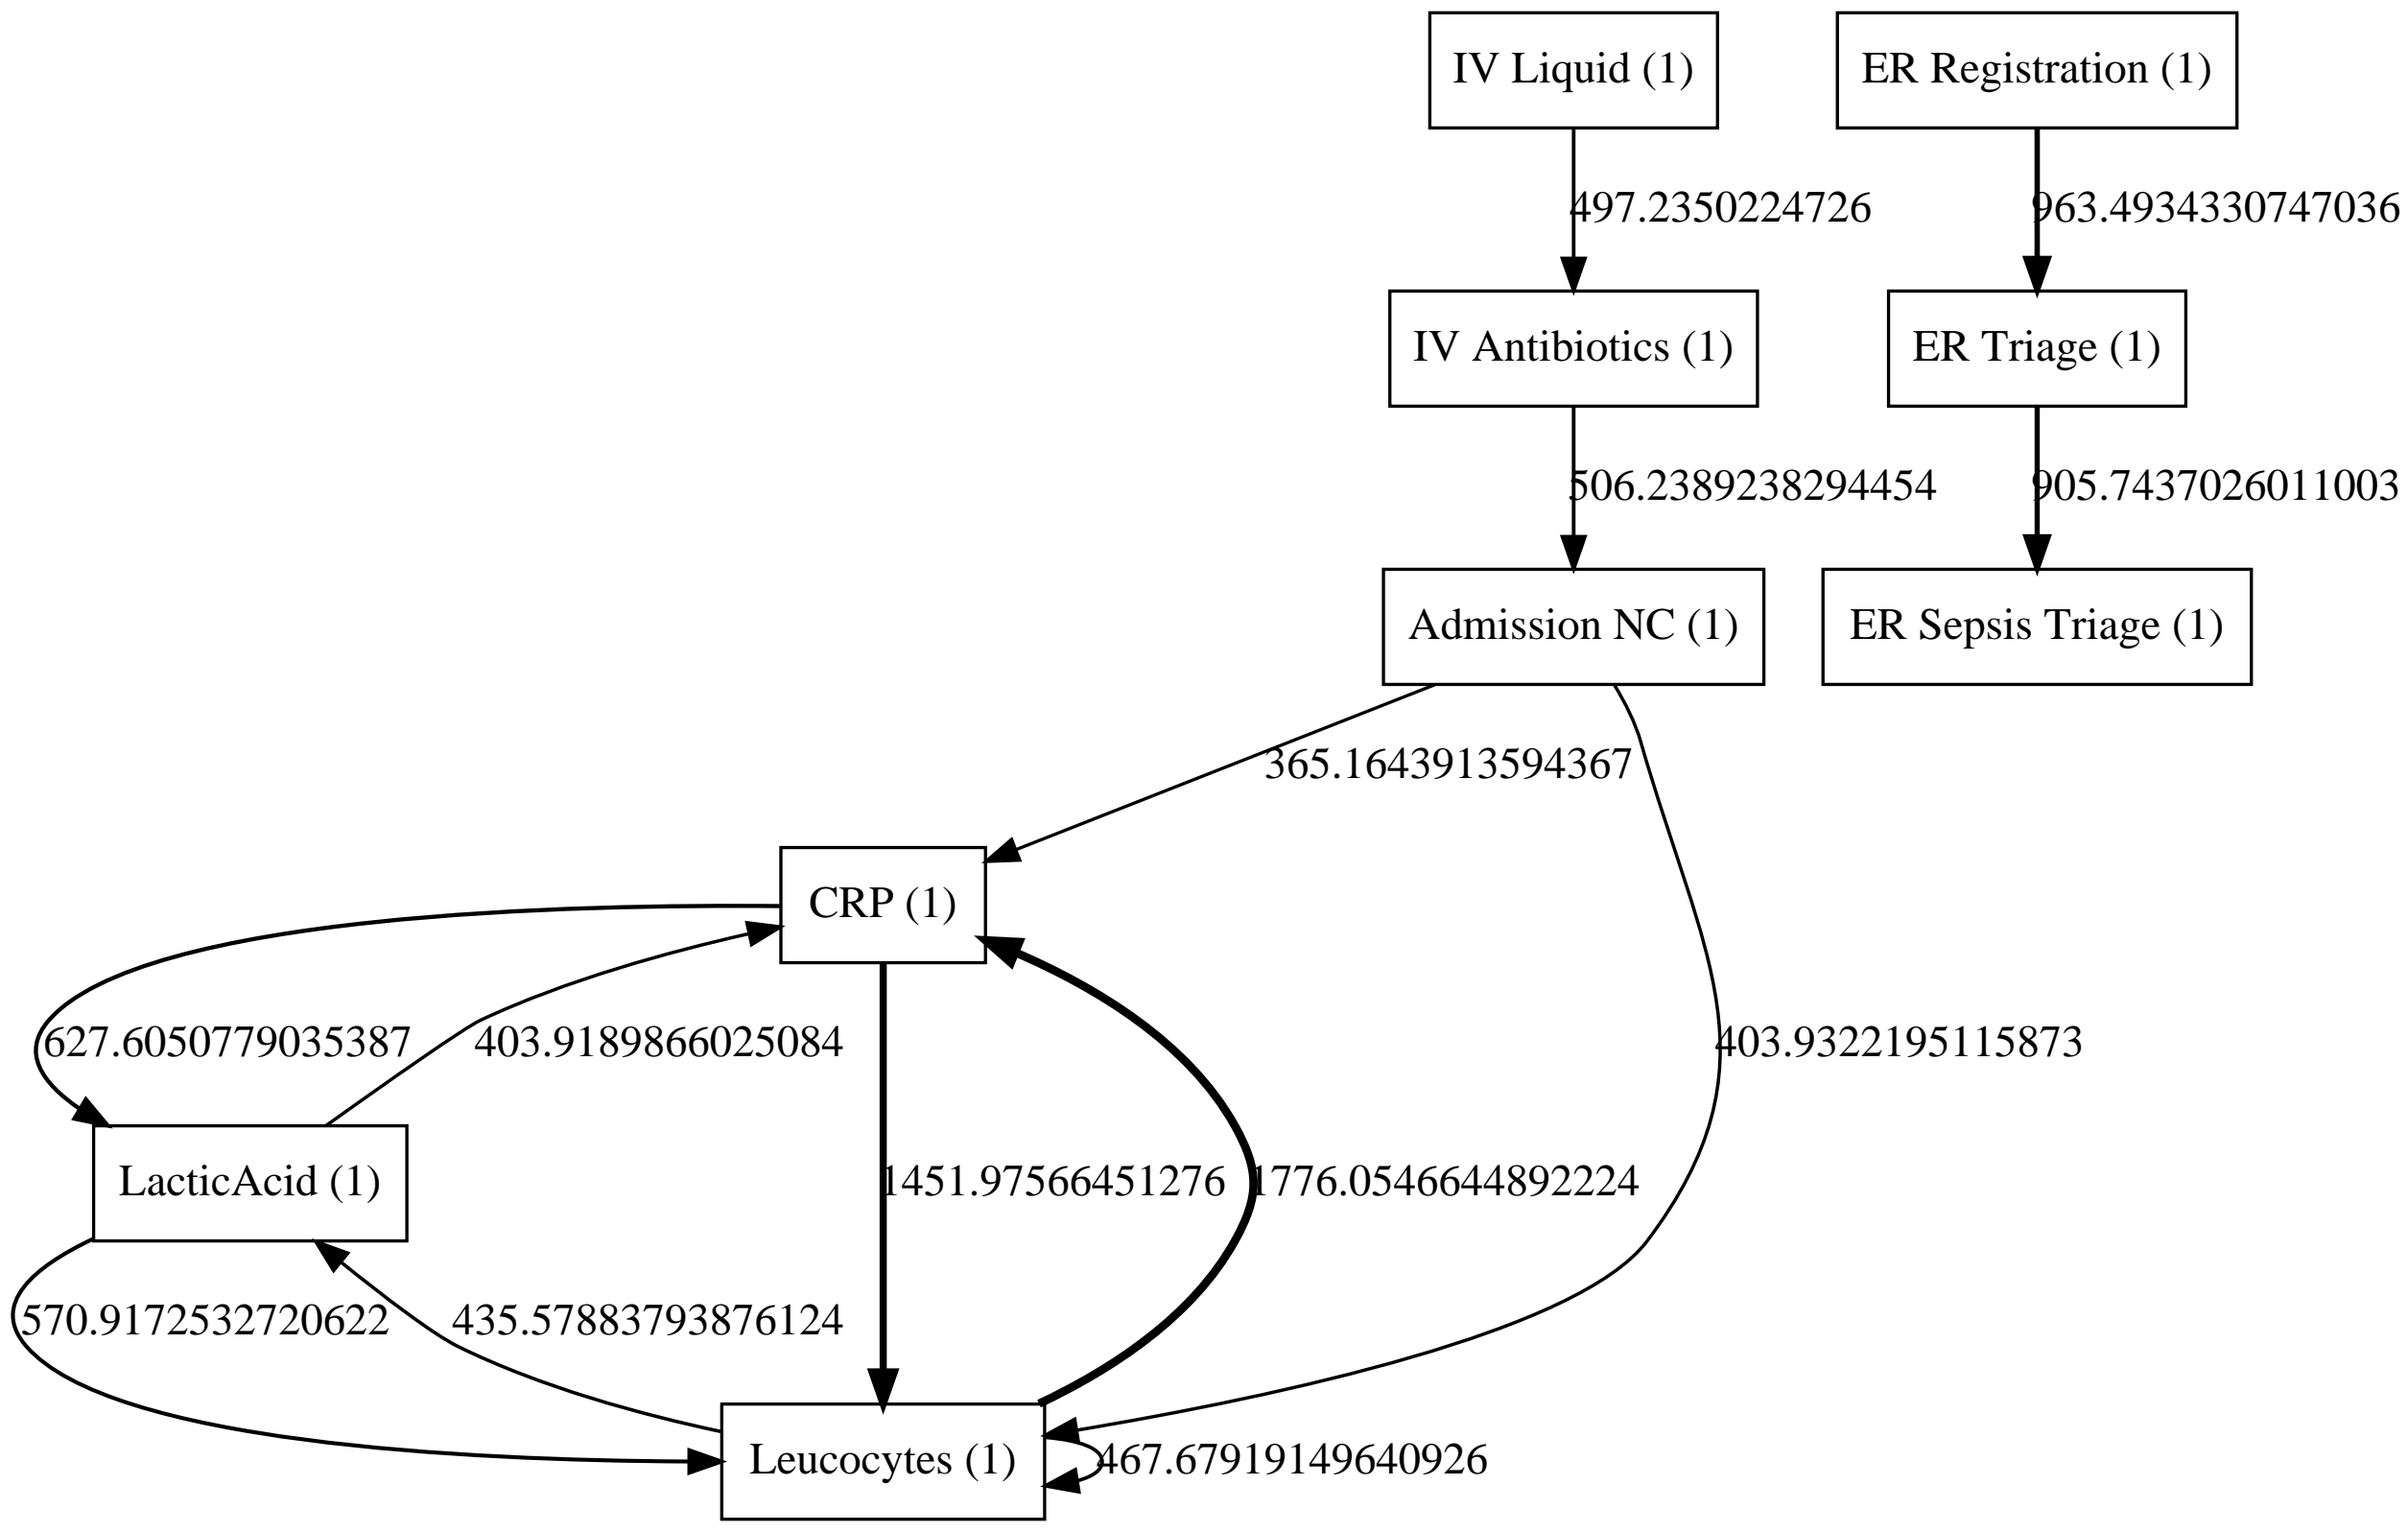 IV Liquid (1)
ER Registration (1)
497.2350224726
963.4934330747036
IV Antibiotics (1)
ER Triage (1)
506.2389238294454
905.7437026011003
Admission NC (1)
ER Sepsis Triage (1)
365.1643913594367
CRP (1)
627.6050779035387
403.9189866025084
403.9322195115873
LacticAcid (1)
1451.97566451276
1776.0546644892224
570.9172532720622
435.57883793876124
Leucocytes (1)
467.67919149640926